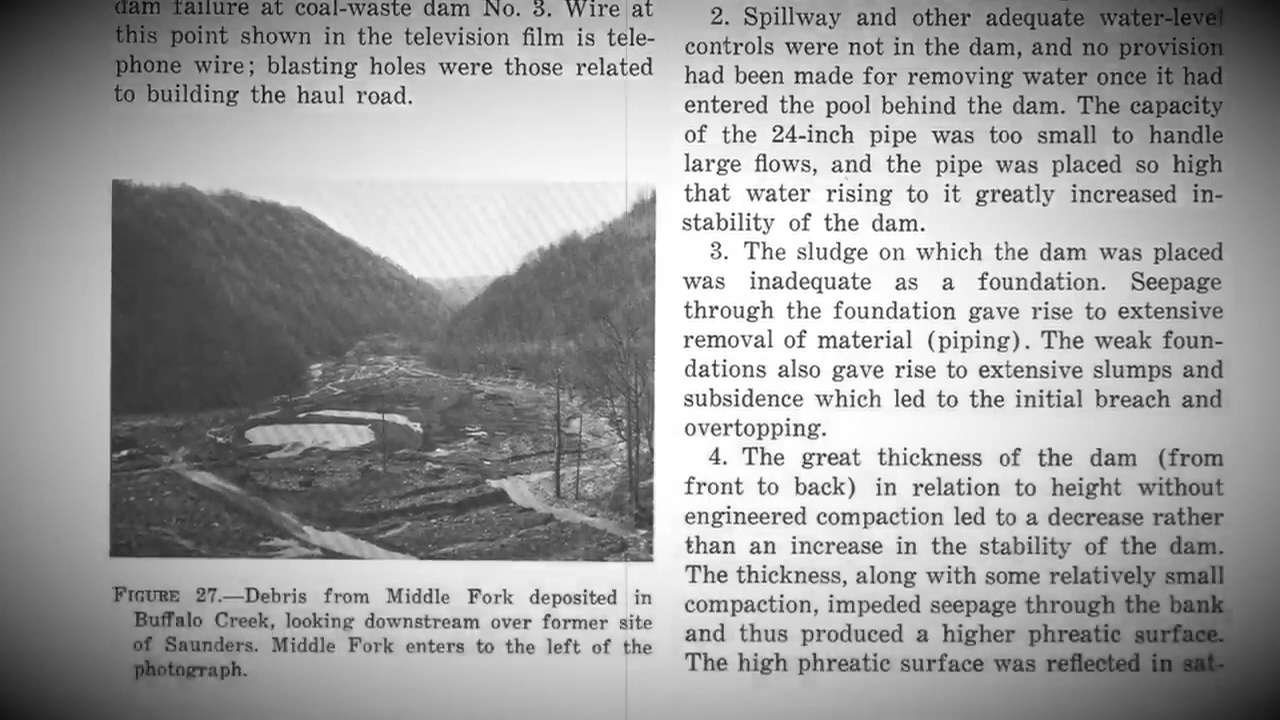 dam failure at coal-waste dam No. 3. Wire at
this point shown in the television film is tele-
phone wire; blasting holes were those related
to building the haul road.
FIGURE 27.—Debris from Middle Fork deposited in
Buffalo Creek, looking downstream over former site
of Saunders. Middle Fork enters to the left of the
photograph.
2. Spillway and other adequate water-level
controls were not in the dam, and no provision
had been made for removing water once it had
entered the pool behind the dam. The capacity
of the 24-inch pipe was too small to handle
large flows, and the pipe was placed so high
that water rising to it greatly increased in-
stability of the dam.
3. The sludge on which the dam was placed
was inadequate as a foundation. Seepage
through the foundation gave rise to extensive
removal of material (piping). The weak foun-
dations also gave rise to extensive slumps and
subsidence which led to the initial breach and
overtopping.
4. The great thickness of the dam (from
front to back) in relation to height without
engineered compaction led to a decrease rather
than an increase in the stability of the dam.
The thickness, along with some relatively small
compaction, impeded seepage through the bank
and thus produced a higher phreatic surface.
The high phreatic surface was reflected in sat-